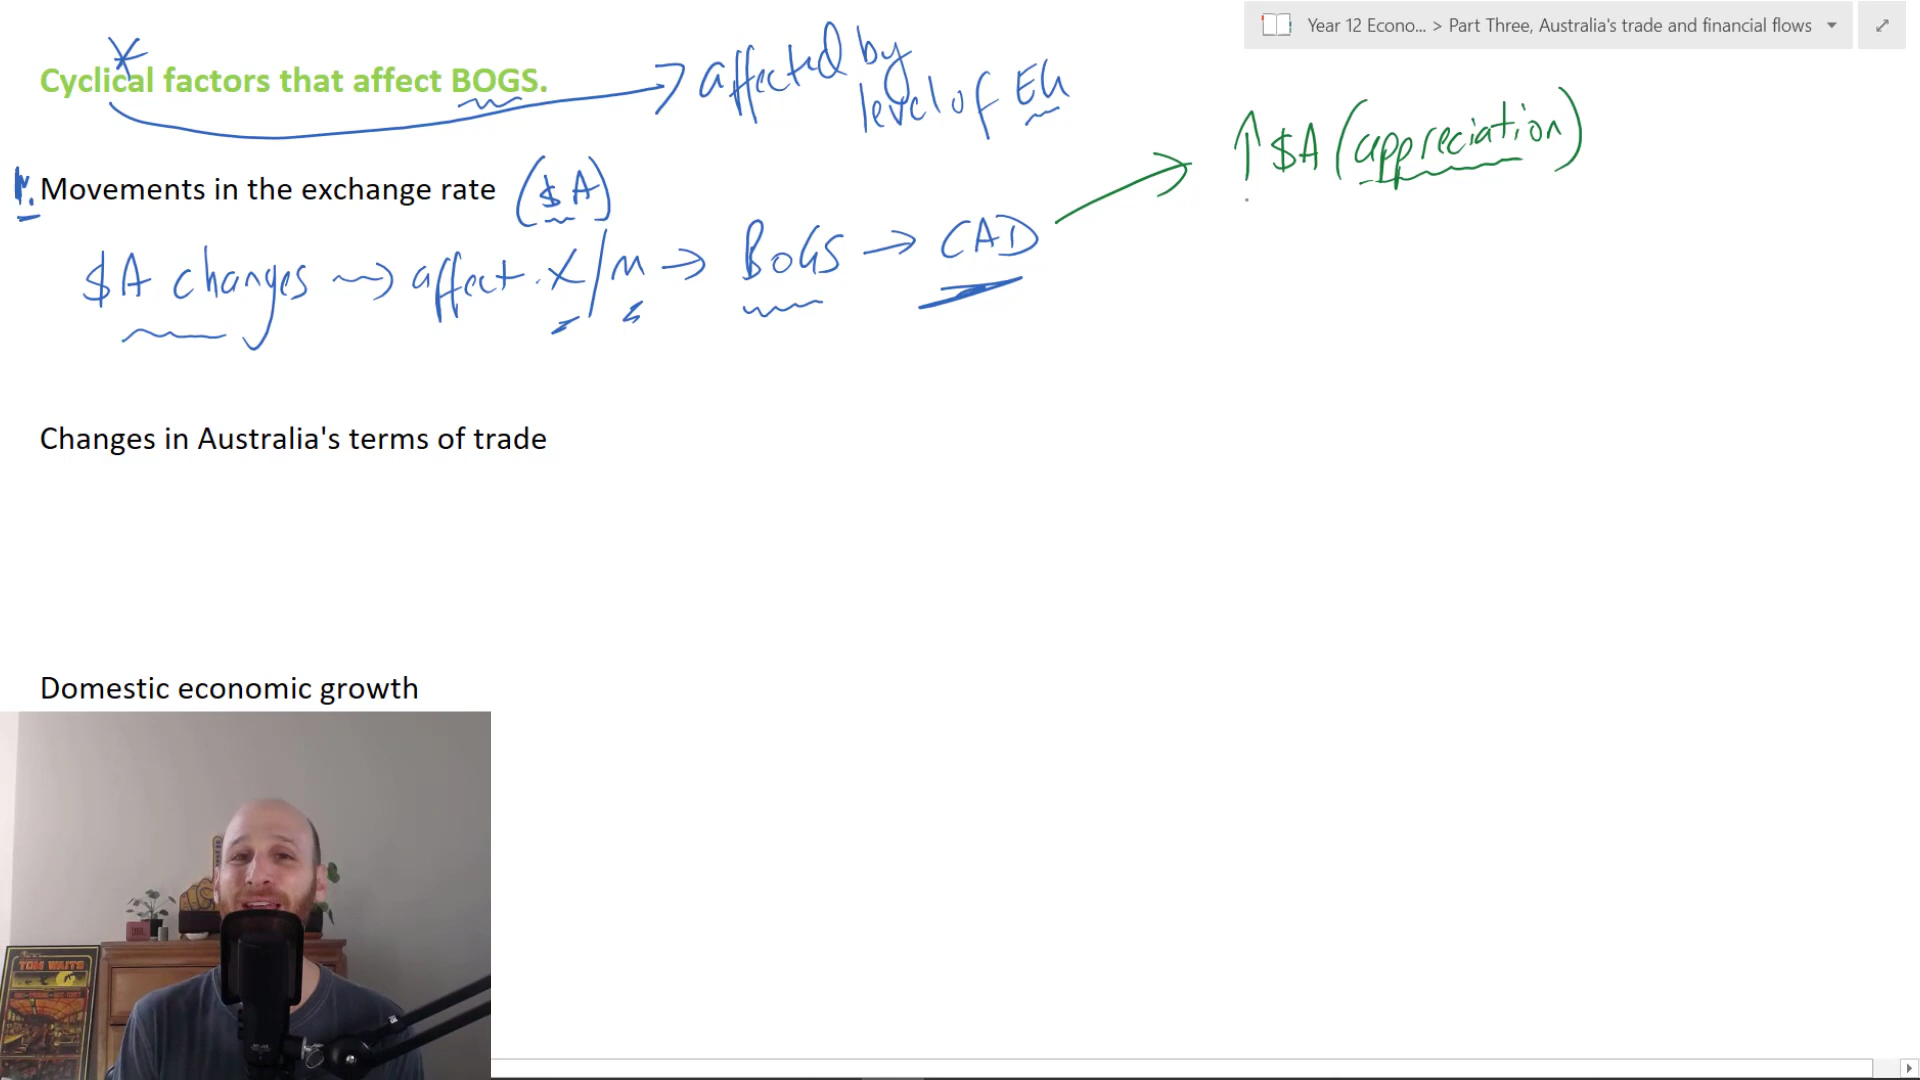 Year 12 Econo... > Part Three, Australia's trade and financial flows
Cyclical factors that affect BOGS.
affected by
level of EG
↑ $A (appreciation)
1. Movements in the exchange rate ($A)
$A changes → affect X/M → BOGS → CAD
Changes in Australia's terms of trade
Domestic economic growth
TOM WAITS